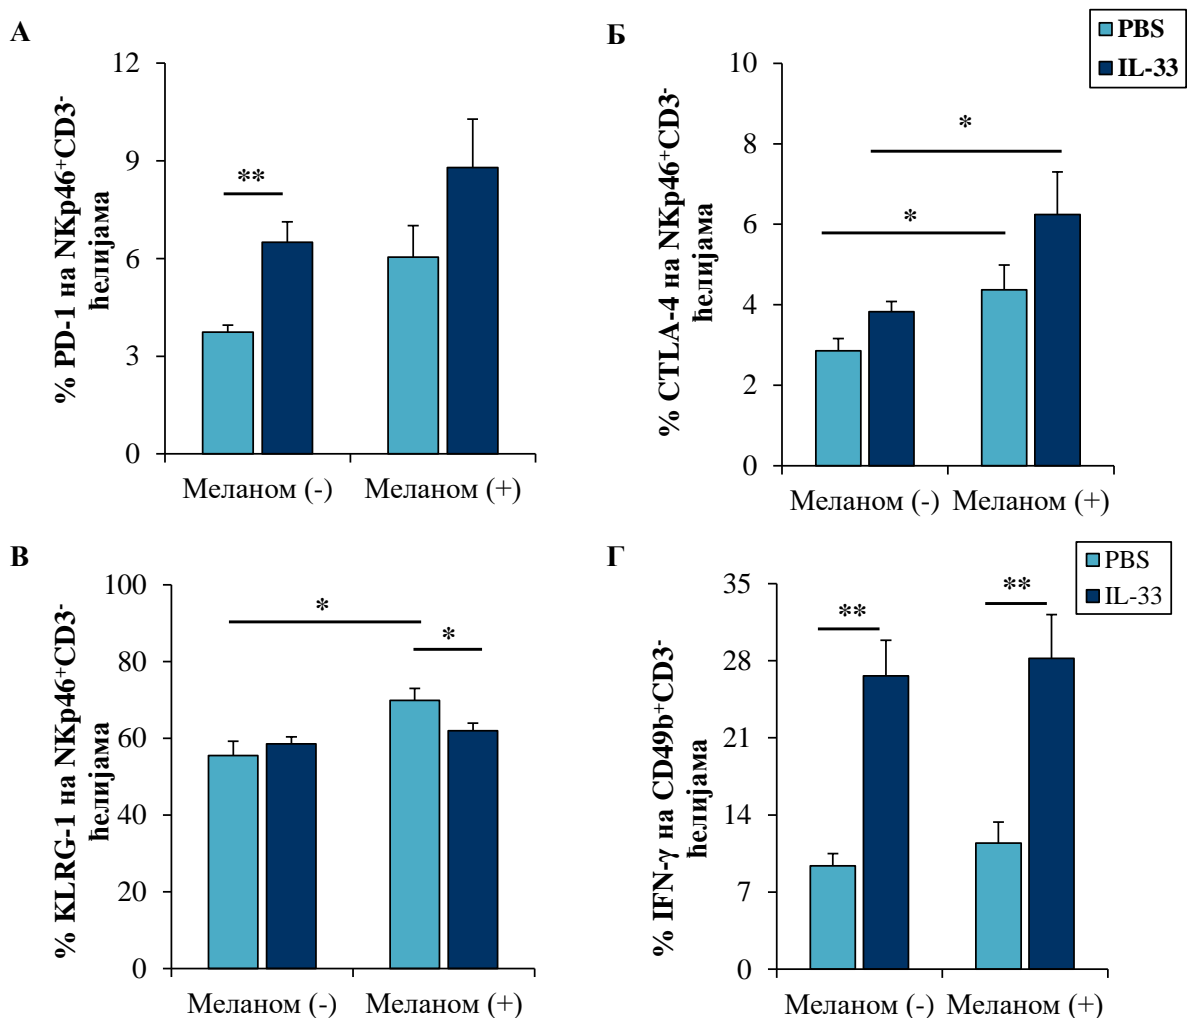 А
% PD-1 на NKp46⁺CD3⁻
ћелијама
12
9
6
3
0
**
Меланом (-) Меланом (+)
Б
PBS
IL-33
% CTLA-4 на NKp46⁺CD3⁻
ћелијама
10
8
6
4
2
0
*
*
Меланом (-) Меланом (+)
В
% KLRG-1 на NKp46⁺CD3⁻
ћелијама
100
80
60
40
20
0
*
*
Меланом (-) Меланом (+)
Г
PBS
IL-33
% IFN-γ на CD49b⁺CD3⁻
ћелијама
35
28
21
14
7
0
**
**
Меланом (-) Меланом (+)